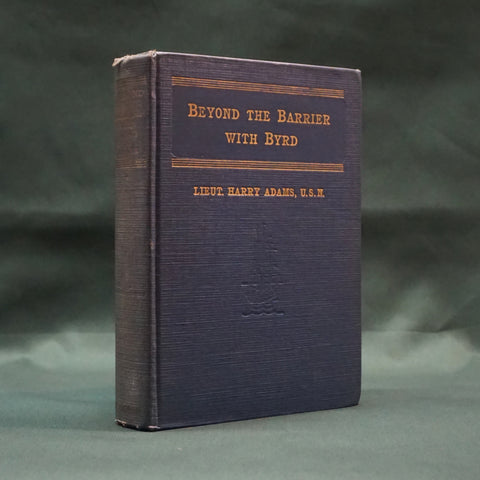 BEYOND THE BARRIER
WITH BYRD
LIEUT. HARRY ADAMS, U.S.N.